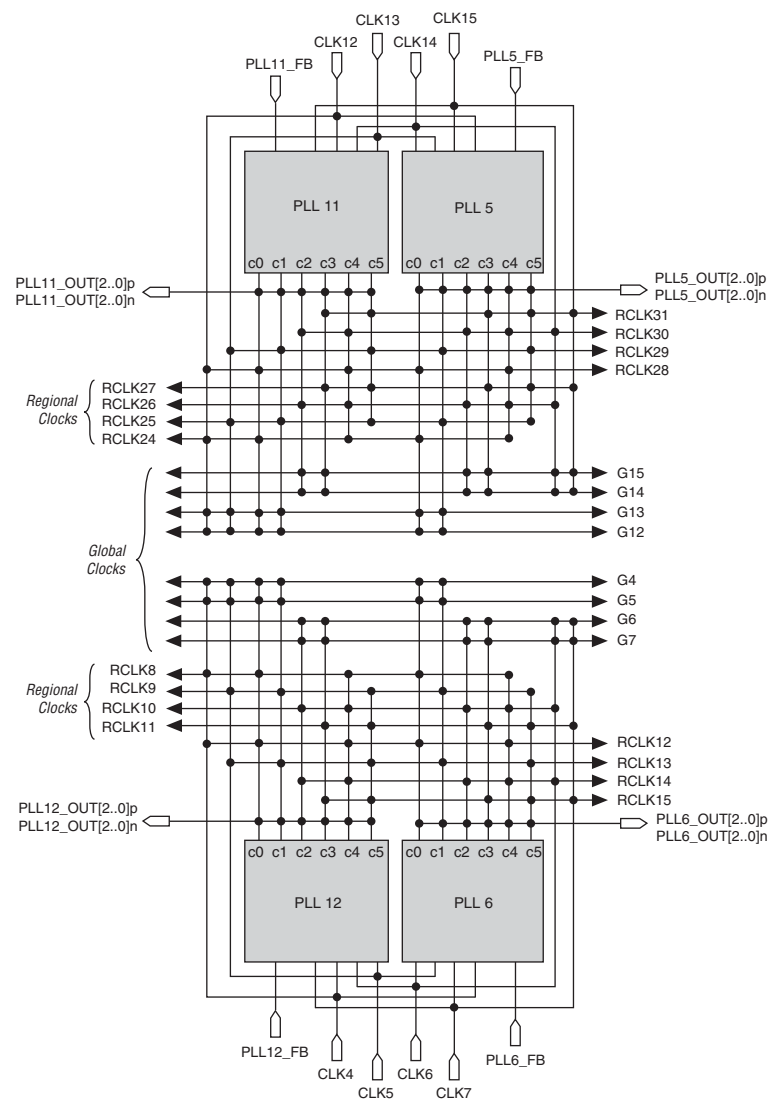 CLK13 CLK15
CLK12 CLK14
PLL11_FB PLL5_FB
PLL 11 PLL 5
c0 c1 c2 c3 c4 c5 c0 c1 c2 c3 c4 c5
PLL11_OUT[2..0]p PLL5_OUT[2..0]p
PLL11_OUT[2..0]n PLL5_OUT[2..0]n
RCLK31
RCLK30
RCLK29
RCLK28
Regional
Clocks
RCLK27
RCLK26
RCLK25
RCLK24
G15
G14
G13
G12
Global
Clocks
G4
G5
G6
G7
Regional
Clocks
RCLK8
RCLK9
RCLK10
RCLK11
RCLK12
RCLK13
RCLK14
RCLK15
PLL12_OUT[2..0]p PLL6_OUT[2..0]p
PLL12_OUT[2..0]n PLL6_OUT[2..0]n
c0 c1 c2 c3 c4 c5 c0 c1 c2 c3 c4 c5
PLL 12 PLL 6
PLL12_FB PLL6_FB
CLK4 CLK6
CLK5 CLK7